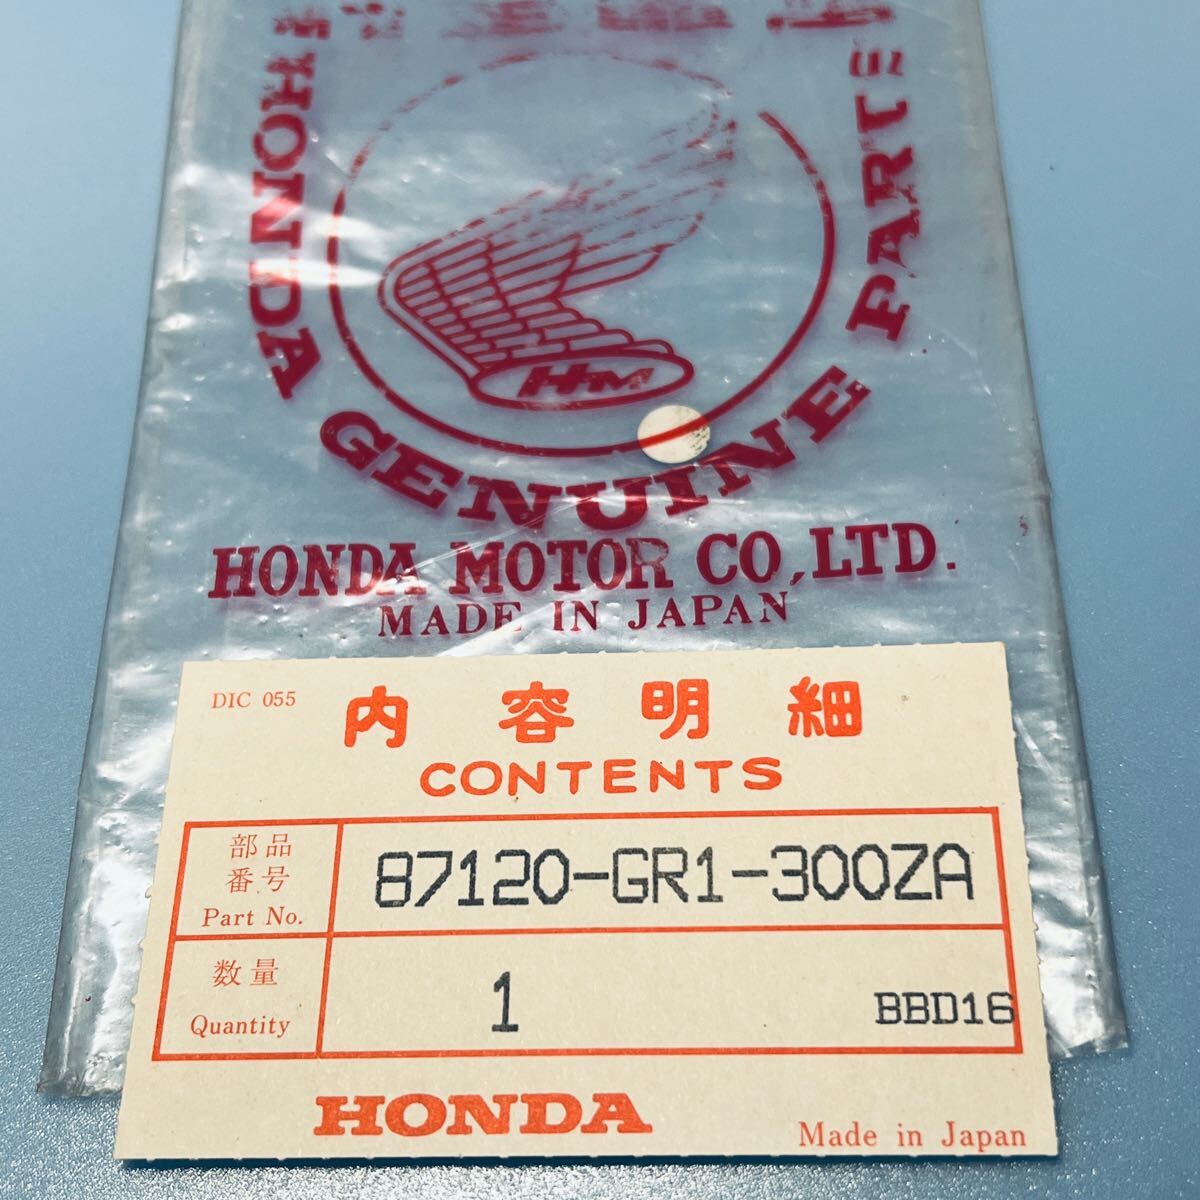 HONDA GENUINE PARTS
HM
HONDA MOTOR CO., LTD.
MADE IN JAPAN
DIC 055
内容明細
CONTENTS
部品
番号
Part No.
87120-GR1-300ZA
数量
Quantity
1
BBD16
HONDA
Made in Japan